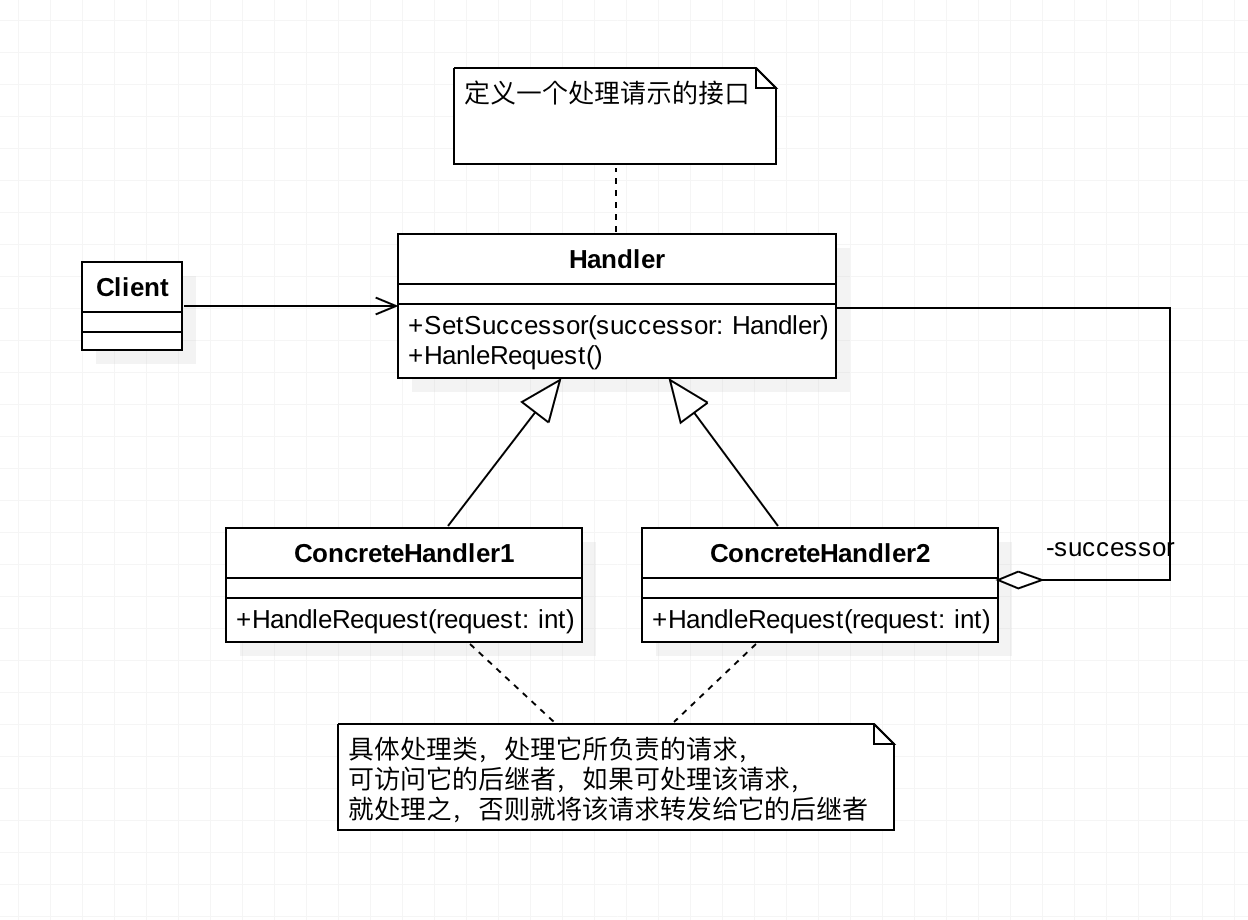 定义一个处理请示的接口
Handler
Client
+SetSuccessor(successor: Handler)
+HanleRequest()
-successor
ConcreteHandler1
ConcreteHandler2
+HandleRequest(request: int)
+HandleRequest(request: int)
具体处理类，处理它所负责的请求，
可访问它的后继者，如果可处理该请求，
就处理之，否则就将该请求转发给它的后继者